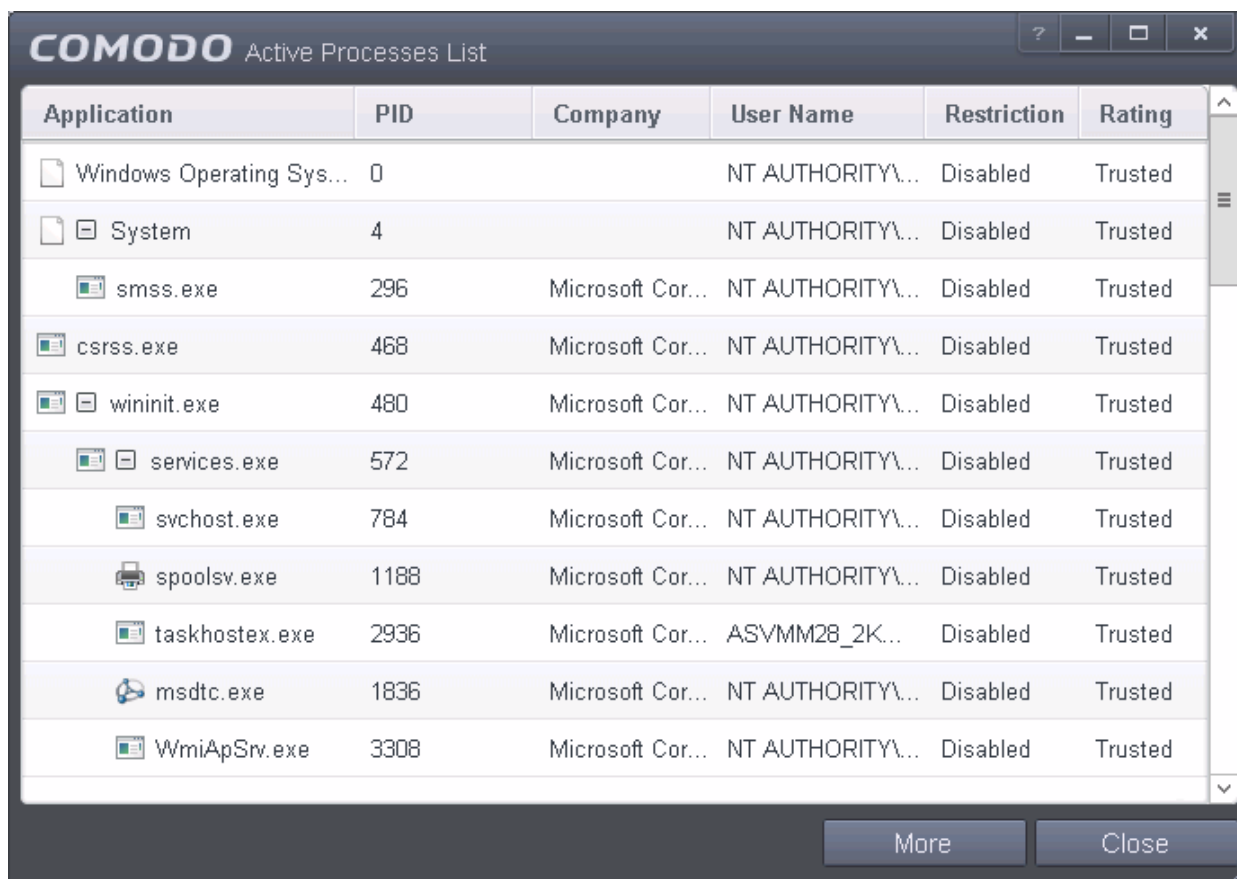 COMODO Active Processes List ?
Application PID Company User Name Restriction Rating
Windows Operating Sys... 0 NT AUTHORITY\... Disabled Trusted
System 4 NT AUTHORITY\... Disabled Trusted
smss.exe 296 Microsoft Cor... NT AUTHORITY\... Disabled Trusted
csrss.exe 468 Microsoft Cor... NT AUTHORITY\... Disabled Trusted
wininit.exe 480 Microsoft Cor... NT AUTHORITY\... Disabled Trusted
services.exe 572 Microsoft Cor... NT AUTHORITY\... Disabled Trusted
svchost.exe 784 Microsoft Cor... NT AUTHORITY\... Disabled Trusted
spoolsv.exe 1188 Microsoft Cor... NT AUTHORITY\... Disabled Trusted
taskhostex.exe 2936 Microsoft Cor... ASVMM28_2K... Disabled Trusted
msdtc.exe 1836 Microsoft Cor... NT AUTHORITY\... Disabled Trusted
WmiApSrv.exe 3308 Microsoft Cor... NT AUTHORITY\... Disabled Trusted
More Close